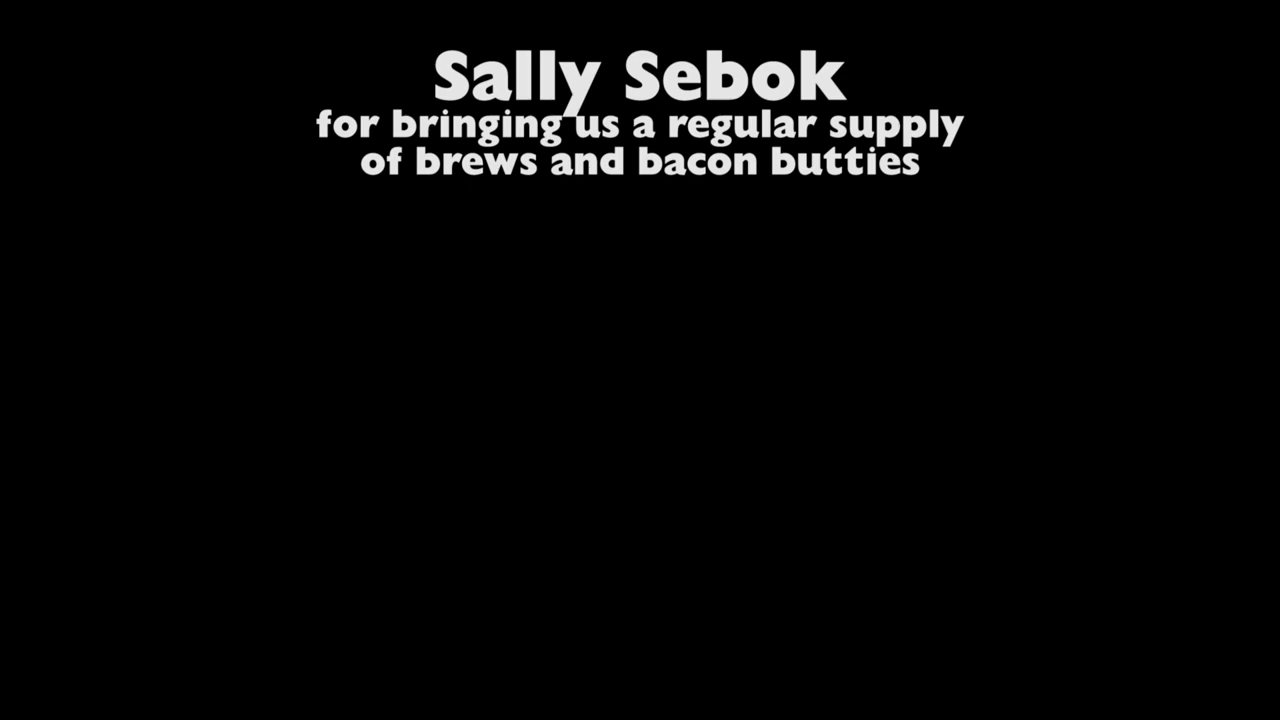 Sally Sebok
for bringing us a regular supply
of brews and bacon butties